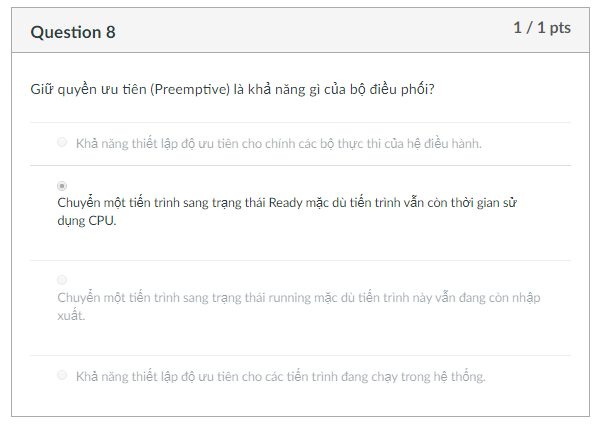 Question 8
1 / 1 pts
Giữ quyền ưu tiên (Preemptive) là khả năng gì của bộ điều phối?
Khả năng thiết lập độ ưu tiên cho chính các bộ thực thi của hệ điều hành.
Chuyển một tiến trình sang trạng thái Ready mặc dù tiến trình vẫn còn thời gian sử
dụng CPU.
Chuyển một tiến trình sang trạng thái running mặc dù tiến trình này vẫn đang còn nhập
xuất.
Khả năng thiết lập độ ưu tiên cho các tiến trình đang chạy trong hệ thống.